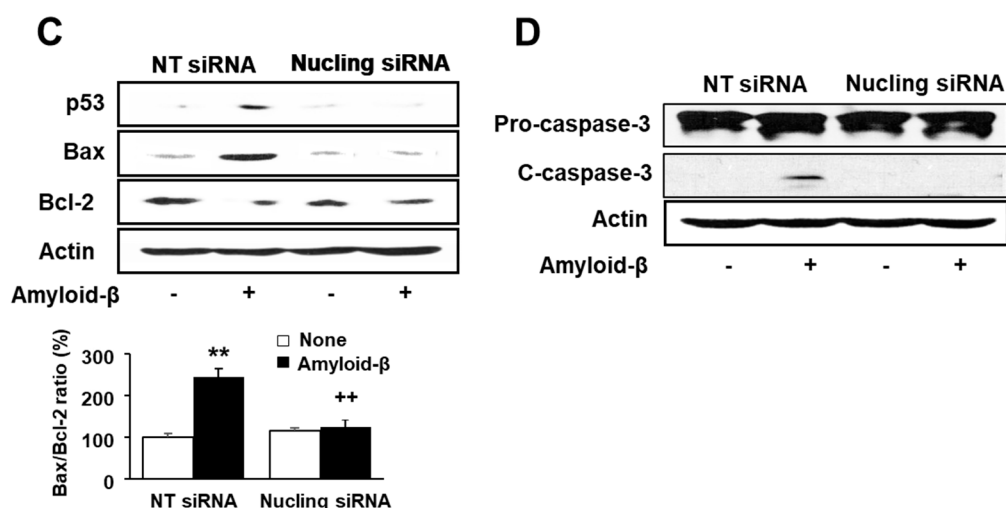 C
NT siRNA Nucling siRNA
p53
Bax
Bcl-2
Actin
Amyloid-β - + - +
Bax/Bcl-2 ratio (%)
300
200
100
0
None
Amyloid-β
**
++
NT siRNA Nucling siRNA
D
NT siRNA Nucling siRNA
Pro-caspase-3
C-caspase-3
Actin
Amyloid-β - + - +